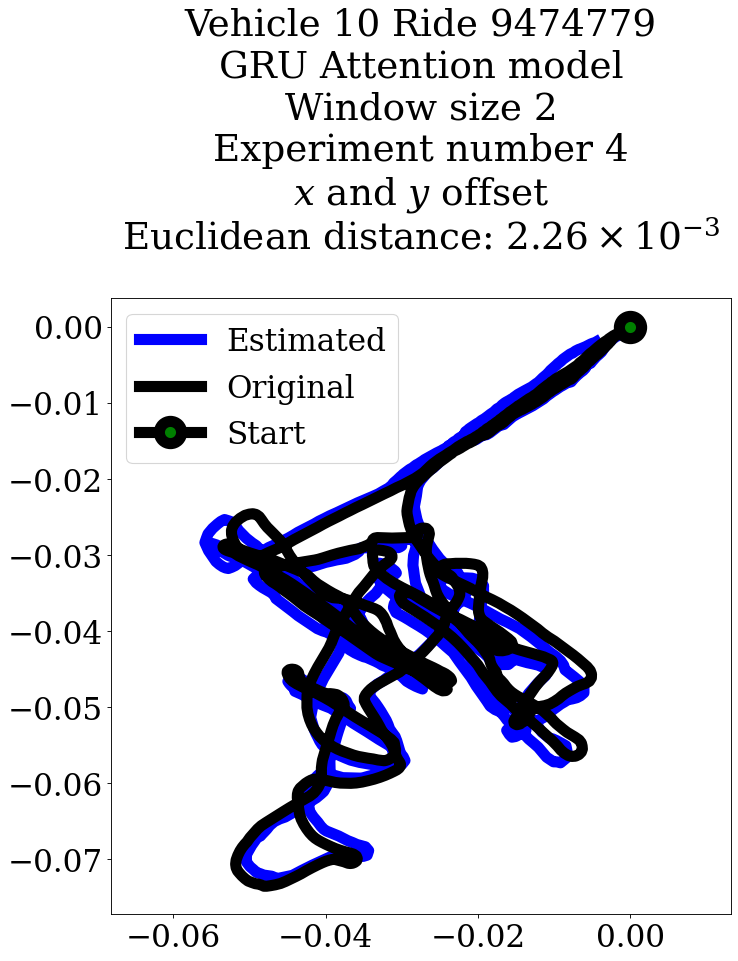 Vehicle 10 Ride 9474779
GRU Attention model
Window size 2
Experiment number 4
x and y offset
Euclidean distance: 2.26 × 10⁻³
Estimated
Original
Start
0.00
−0.01
−0.02
−0.03
−0.04
−0.05
−0.06
−0.07
−0.06 −0.04 −0.02 0.00